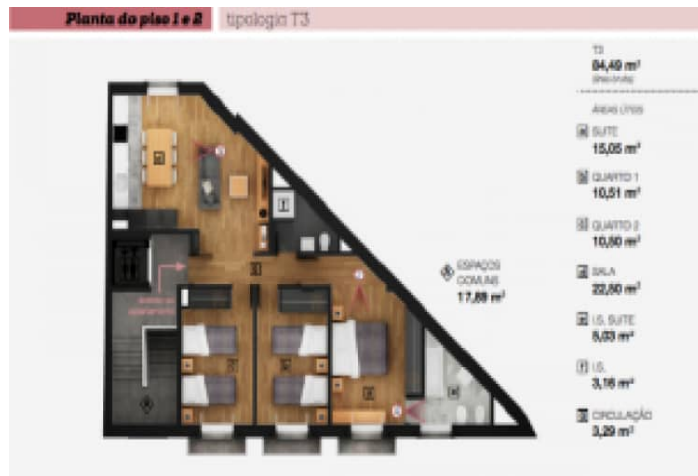 Planta do piso 1 e 2
tipologia T3
T3
84,49 m²
ÁREAS ÚTEIS
SUITE
15,05 m²
QUARTO 1
10,51 m²
QUARTO 2
10,50 m²
SALA
22,50 m²
I.S. SUITE
5,03 m²
I.S.
3,16 m²
CIRCULAÇÃO
3,29 m²
ESPAÇOS
COMUNS
17,89 m²
f